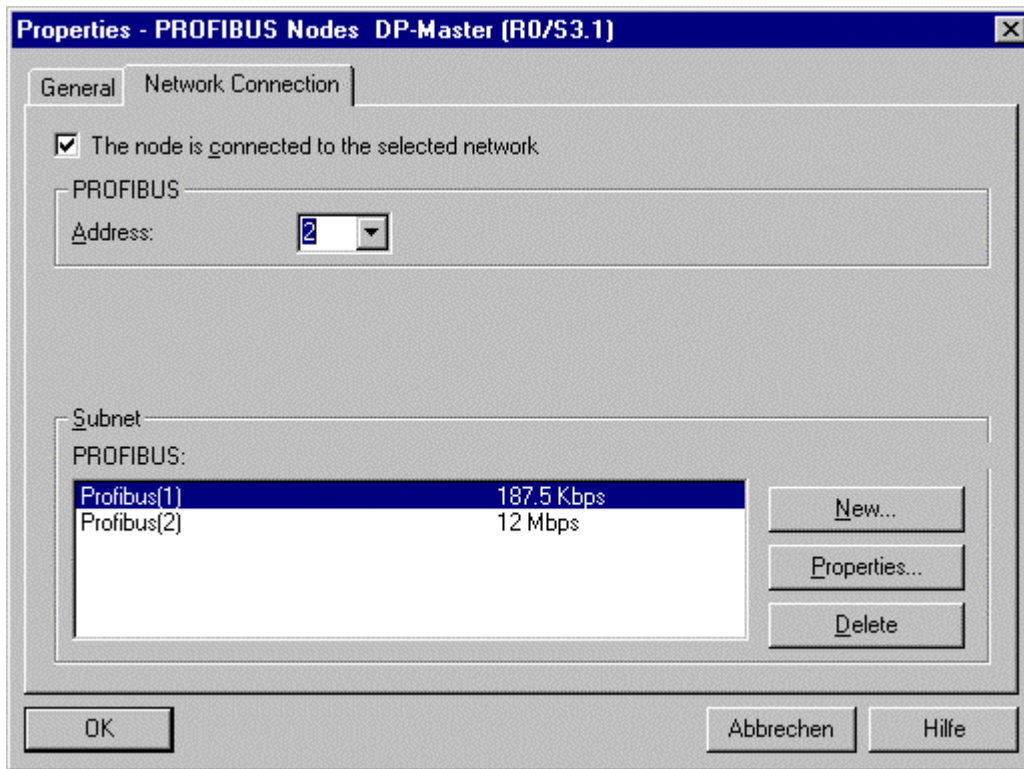 Properties - PROFIBUS Nodes DP-Master (R0/S3.1)
General Network Connection
The node is connected to the selected network
PROFIBUS
Address: 2
Subnet
PROFIBUS:
Profibus(1) 187.5 Kbps
Profibus(2) 12 Mbps
New...
Properties...
Delete
OK Abbrechen Hilfe